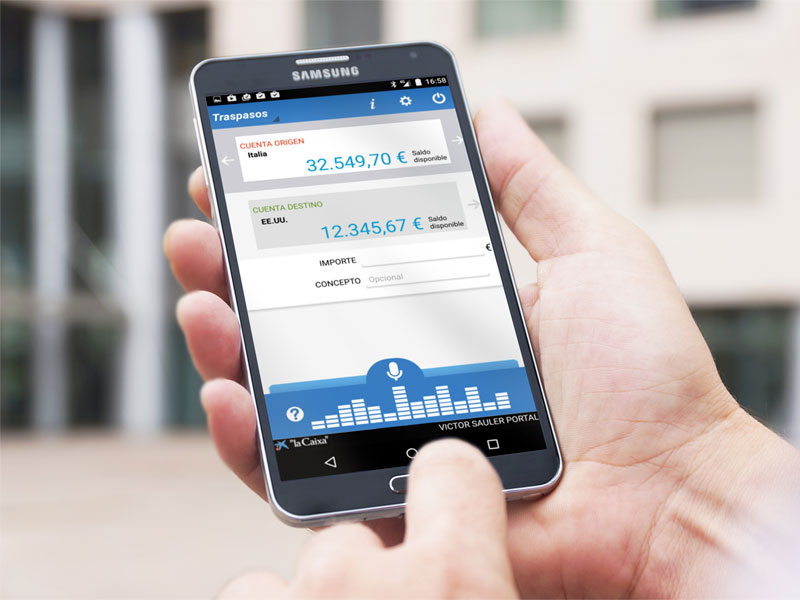 SAMSUNG
16:58
Traspasos
i
CUENTA ORIGEN
Italia
32.549,70 €
Saldo
disponible
CUENTA DESTINO
EE.UU.
12.345,67 €
Saldo
disponible
IMPORTE
€
CONCEPTO Opcional
?
VICTOR SAULER PORTAL
"la Caixa"